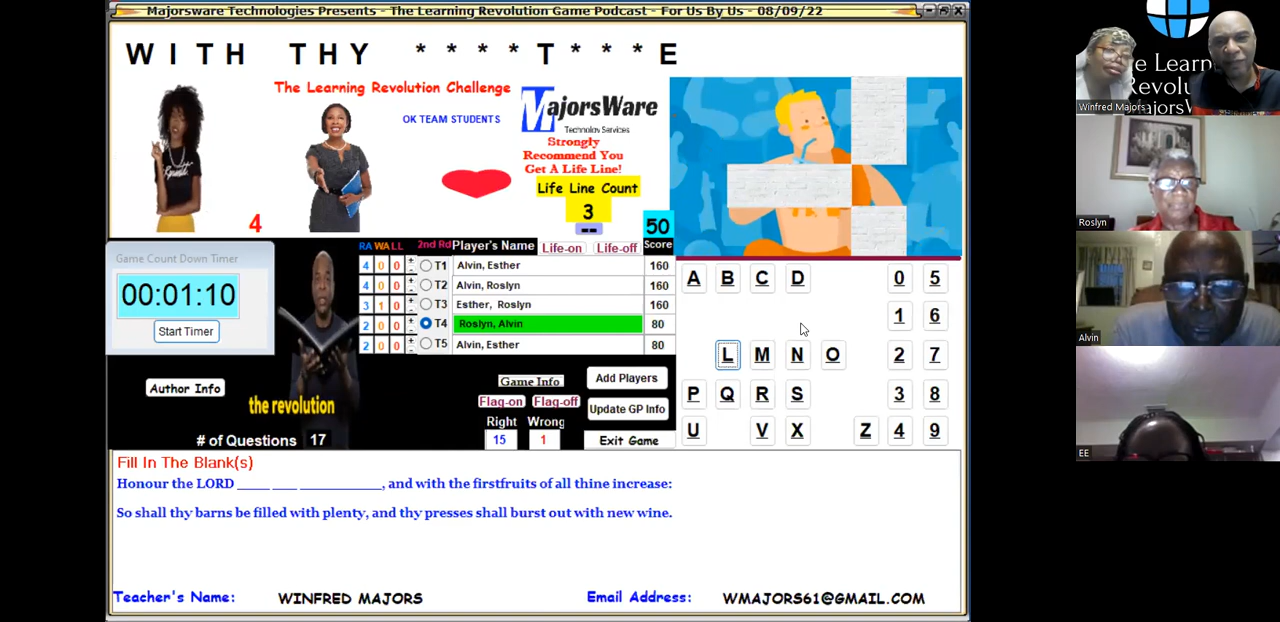 Majorsware Technologies Presents - The Learning Revolution Game Podcast - For Us By Us - 08/09/22
WITH THY ****T***E
The Learning Revolution Challenge
OK TEAM STUDENTS
MajorsWare
Technology Services
Strongly
Recommend You
Get A Life Line!
Life Line Count
3
--
50
4
Game Count Down Timer
00:01:10
Start Timer
Author Info
the revolution
# of Questions 17
RA WA LL 2nd Rd Player's Name Life-on Life-off Score
4 0 0 + - T1 Alvin, Esther 160
4 0 0 + - T2 Alvin, Roslyn 160
3 1 0 + - T3 Esther, Roslyn 160
2 0 0 + - T4 Roslyn, Alvin 80
2 0 0 + - T5 Alvin, Esther 80
Game Info
Flag-on Flag-off
Right Wrong
15 1
Add Players
Update GP Info
Exit Game
A B C D 0 5
1 6
L M N O 2 7
P Q R S 3 8
U V X Z 4 9
Fill In The Blank(s)
Honour the LORD ____ ___ _____________, and with the firstfruits of all thine increase:
So shall thy barns be filled with plenty, and thy presses shall burst out with new wine.
Teacher's Name: WINFRED MAJORS Email Address: WMAJORS61@GMAIL.COM
Winfred Majors
Roslyn
Alvin
EE